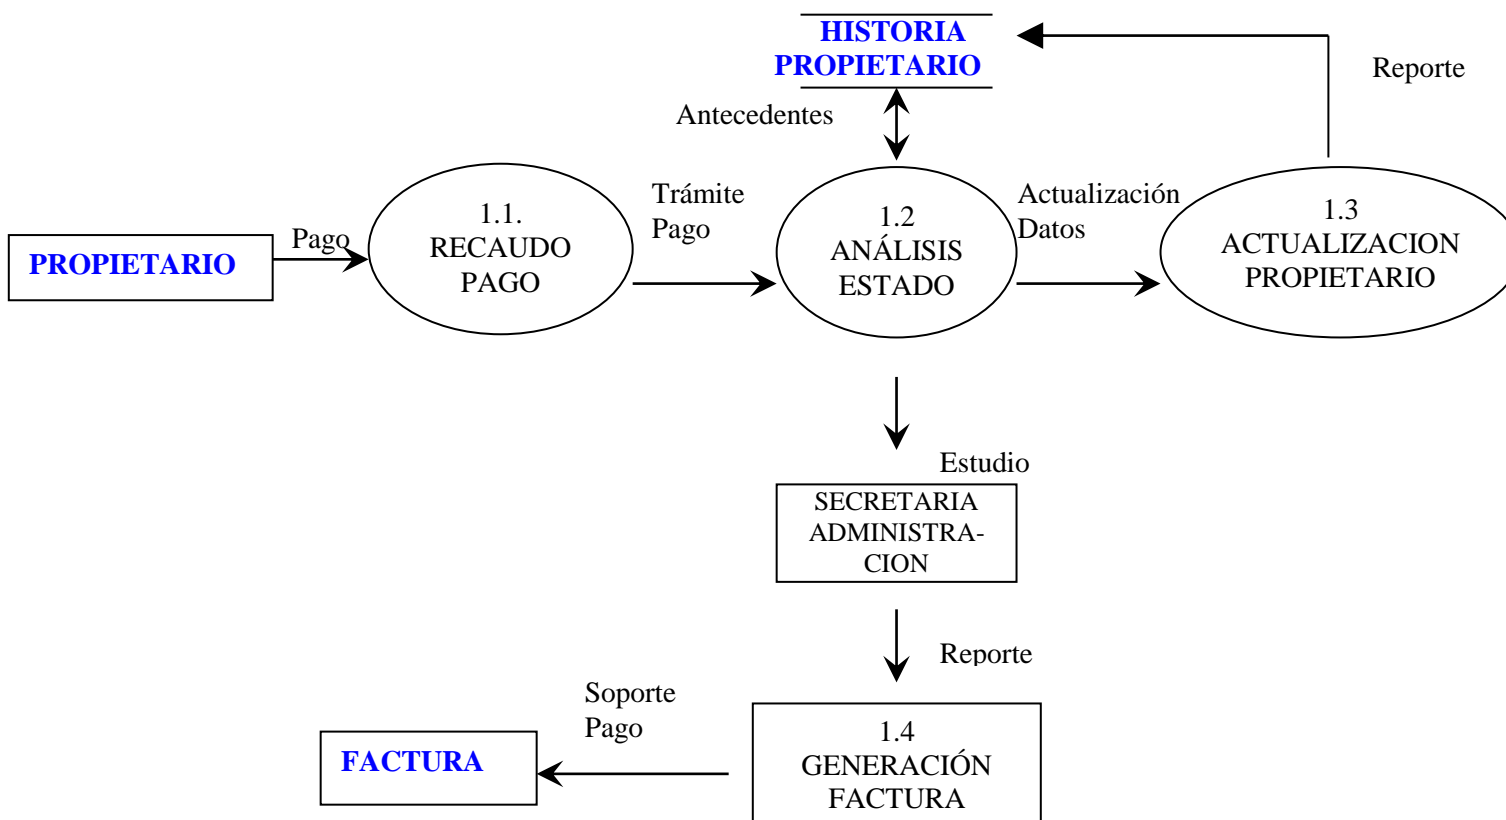 HISTORIA
PROPIETARIO
Reporte
Antecedentes
Trámite
Pago
Actualización
Datos
1.1.
RECAUDO
PAGO
1.2
ANÁLISIS
ESTADO
1.3
ACTUALIZACION
PROPIETARIO
Pago
PROPIETARIO
Estudio
SECRETARIA
ADMINISTRA-
CION
Reporte
Soporte
Pago
1.4
GENERACIÓN
FACTURA
FACTURA